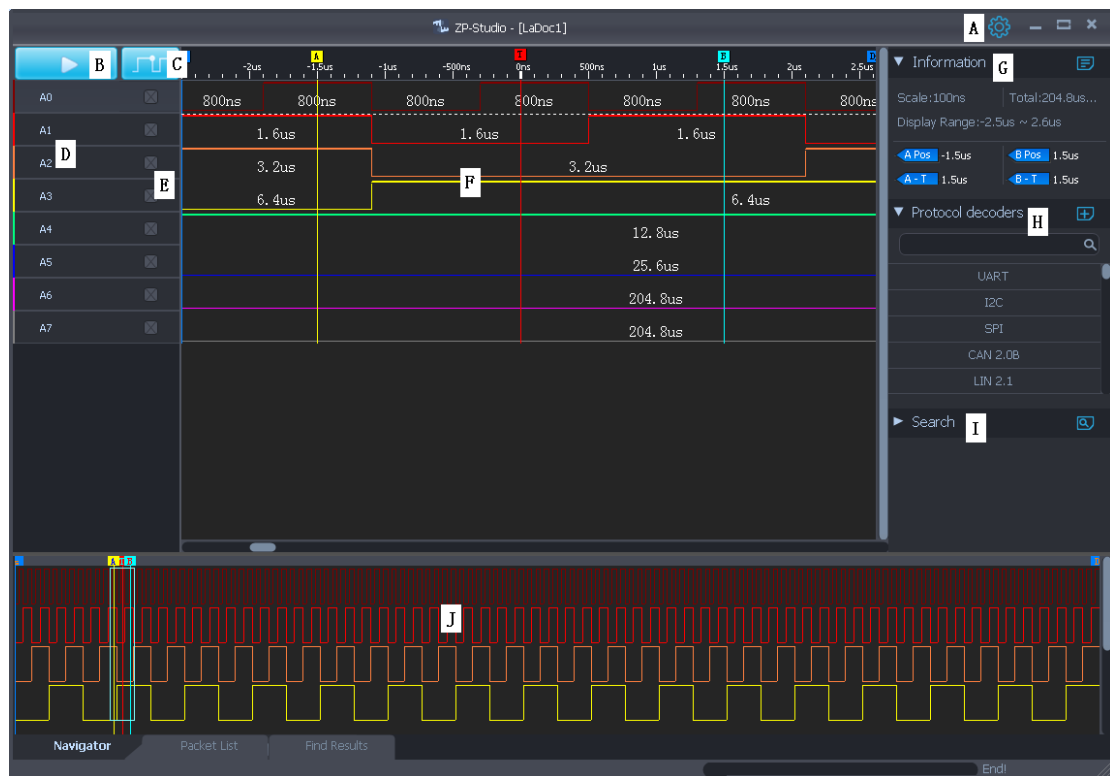 ZP-Studio - [LaDoc1]
A
B
C
-2us -1.5us -1us -500ns 0ns 500ns 1us 1.5us 2us 2.5us
A T B
Information
G
Scale:100ns Total:204.8us...
Display Range:-2.5us ~ 2.6us
A Pos -1.5us B Pos 1.5us
A - T 1.5us B - T 1.5us
A0 800ns 800ns 800ns 800ns 800ns 800ns 800ns
A1 1.6us 1.6us 1.6us
D
A2 3.2us 3.2us
E
F
A3 6.4us 6.4us
A4 12.8us
A5 25.6us
A6 204.8us
A7 204.8us
Protocol decoders
H
UART
I2C
SPI
CAN 2.0B
LIN 2.1
Search
I
A B
J
Navigator Packet List Find Results
End!